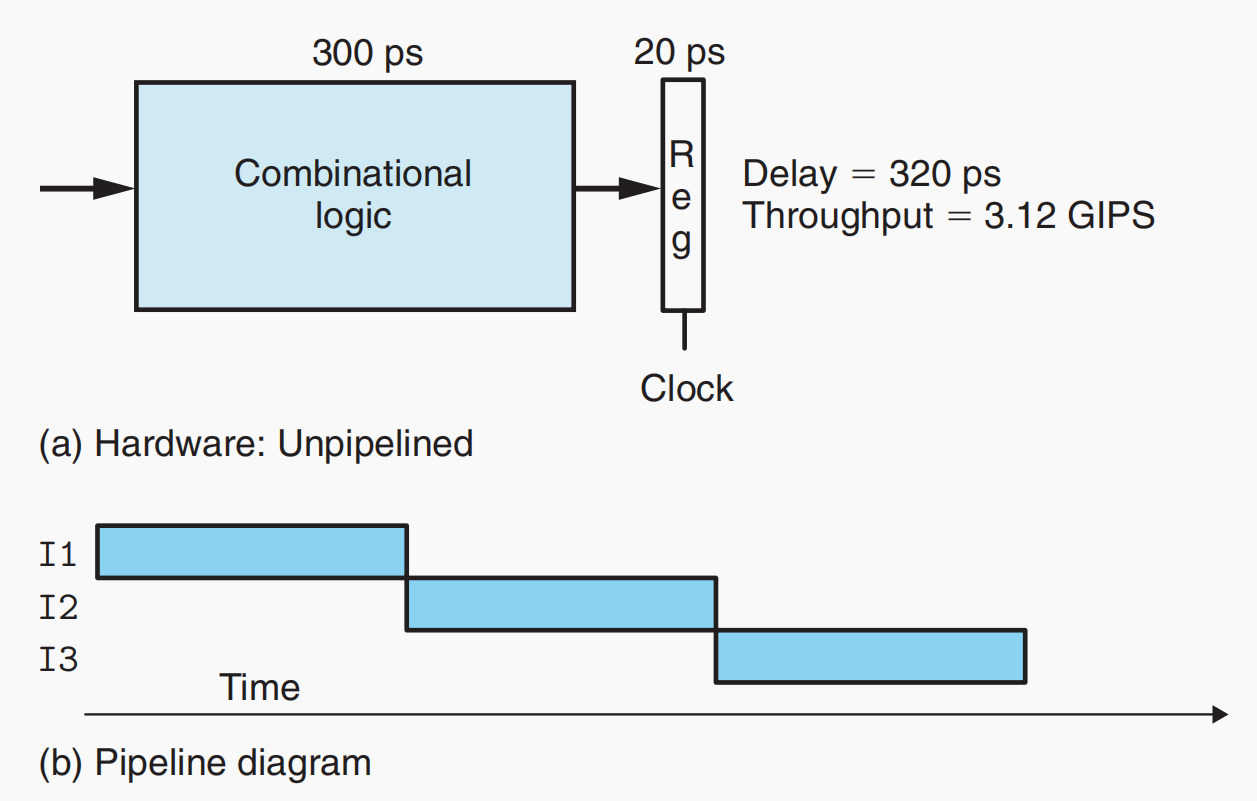 300 ps
20 ps
Combinational
logic
R
e
g
Delay = 320 ps
Throughput = 3.12 GIPS
Clock
(a) Hardware: Unpipelined
I1
I2
I3
Time
(b) Pipeline diagram